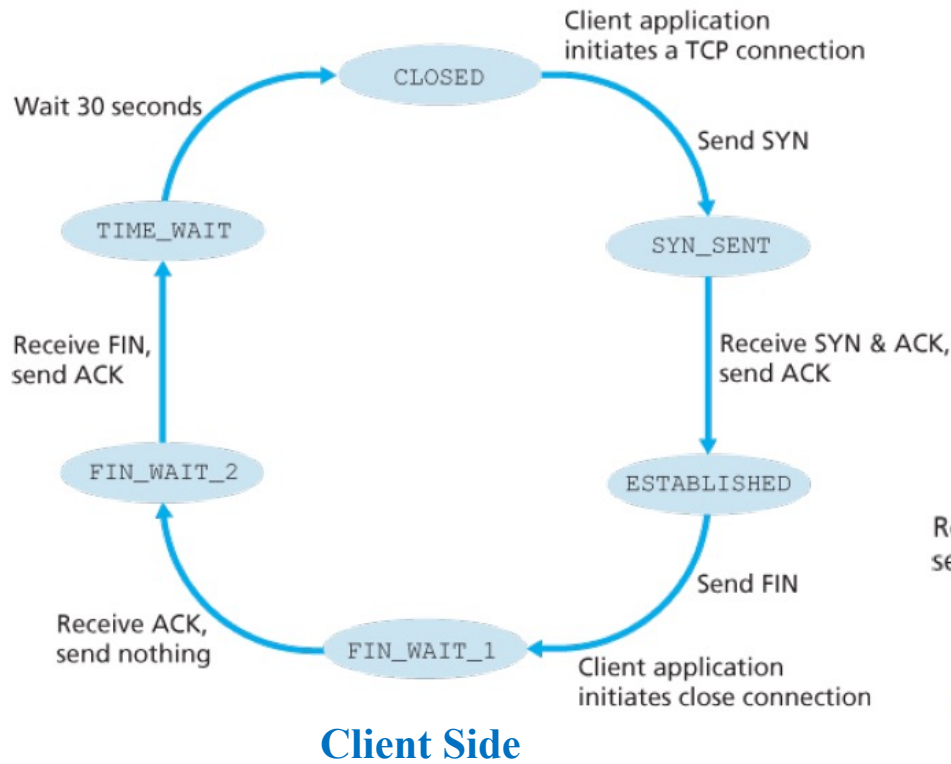 Client application
initiates a TCP connection
CLOSED
Wait 30 seconds
Send SYN
TIME_WAIT
SYN_SENT
Receive FIN,
send ACK
Receive SYN & ACK,
send ACK
FIN_WAIT_2
ESTABLISHED
Send FIN
Receive ACK,
send nothing
FIN_WAIT_1
Client application
initiates close connection
Client Side